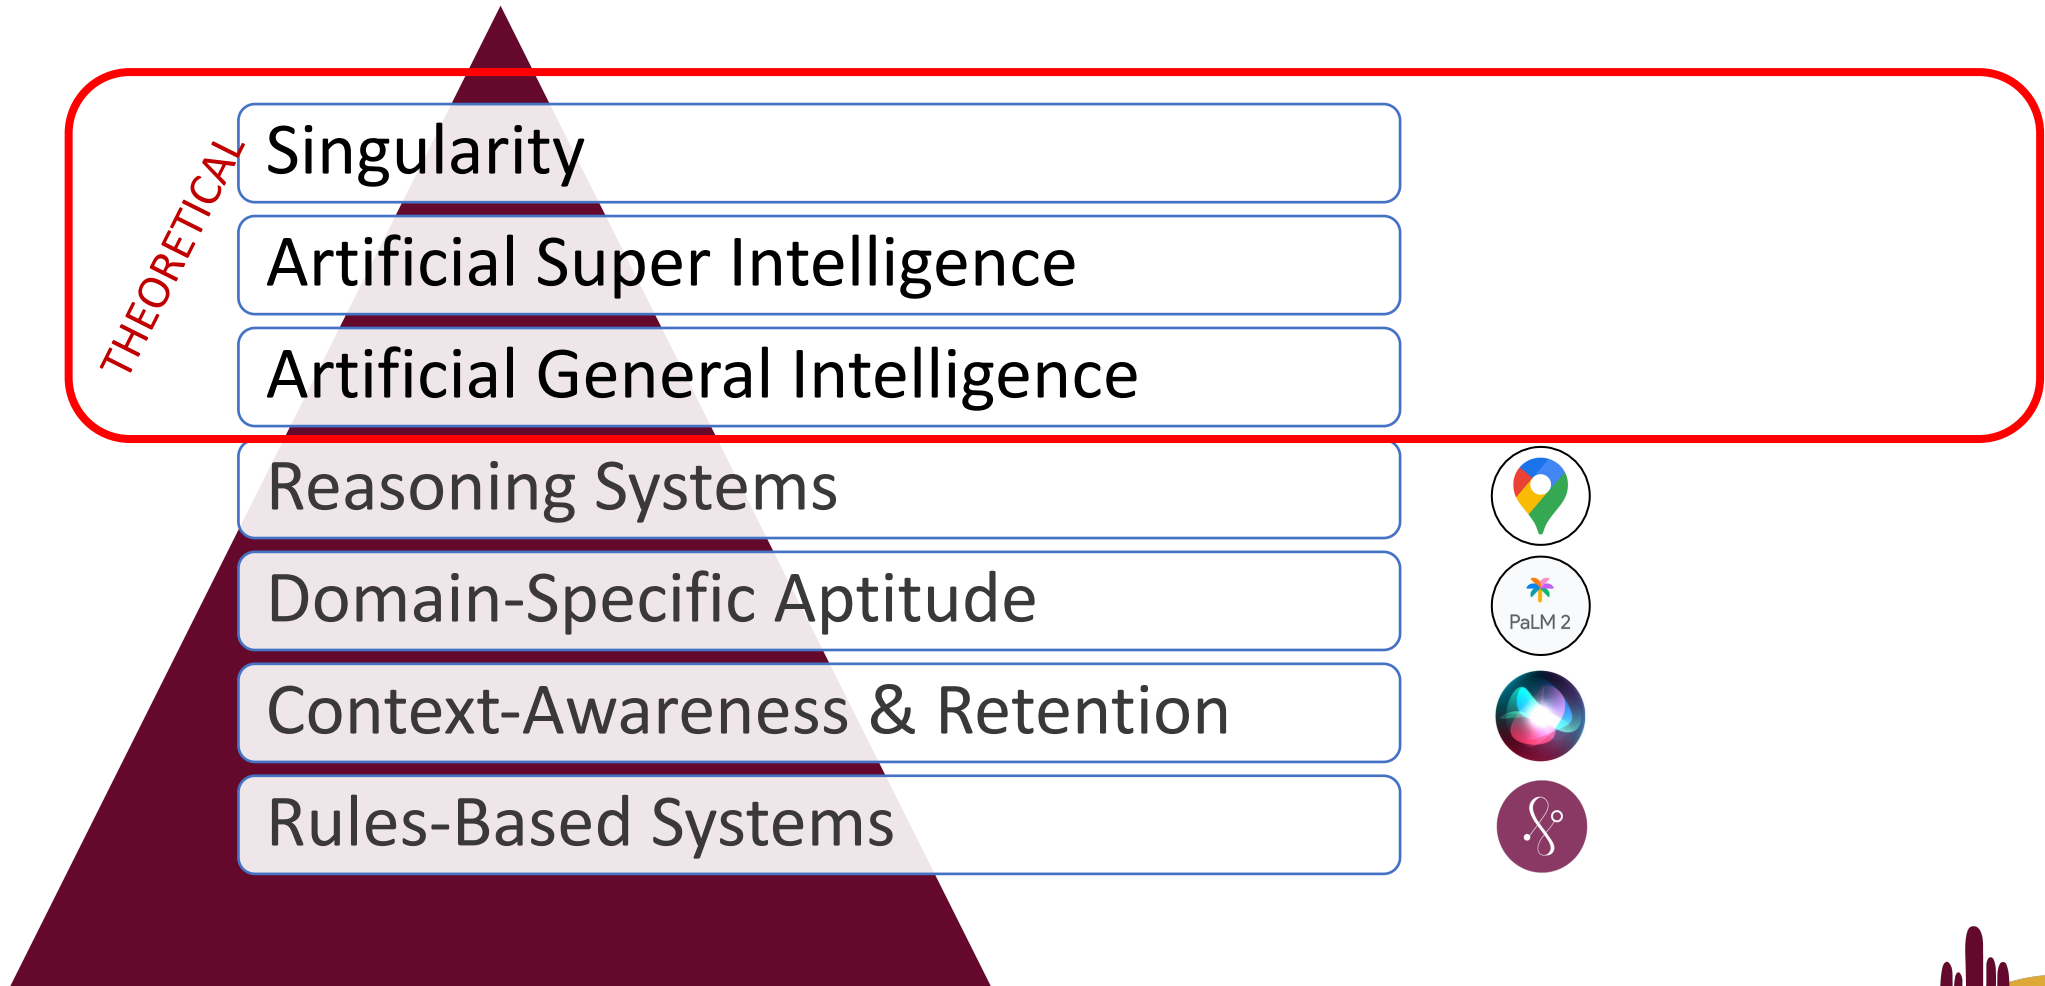 THEORETICAL
Singularity
Artificial Super Intelligence
Artificial General Intelligence
Reasoning Systems
Domain-Specific Aptitude
PaLM 2
Context-Awareness & Retention
Rules-Based Systems